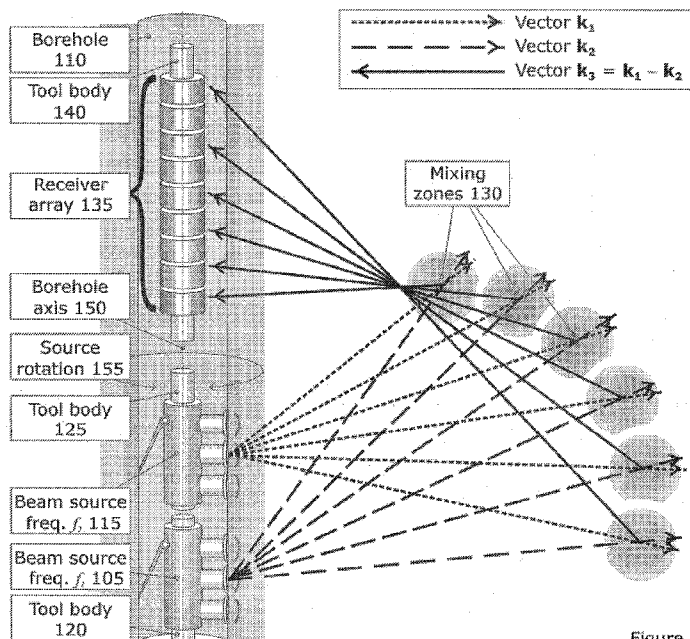 Borehole
110
Tool body
140
Receiver
array 135
Borehole
axis 150
Source
rotation 155
Tool body
125
Beam source
freq. f, 115
Beam source
freq. f, 105
Tool body
120
Vector k₁
Vector k₂
Vector k₃ = k₁ – k₂
Mixing
zones 130
Figure